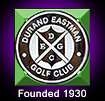 DURAND EASTMAN
D
E G
C
GOLF CLUB
Founded 1930